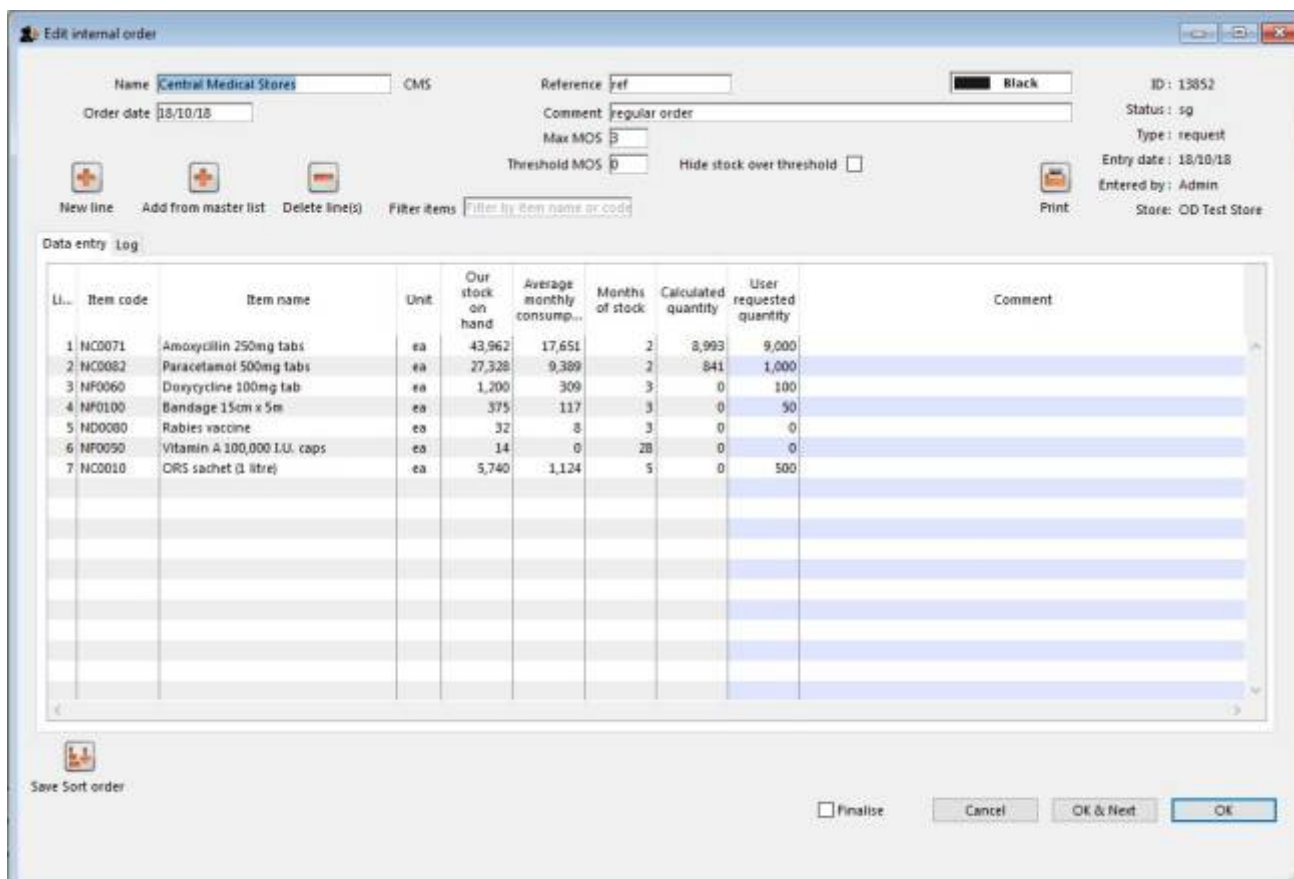 Edit internal order
Name Central Medical Stores CMS Reference ref Black ID : 13852
Order date 18/10/18 Comment regular order Status : sg
Max MOS 3 Type : request
Threshold MOS 0 Hide stock over threshold Entry date : 18/10/18
Entered by : Admin
New line Add from master list Delete line(s) Filter items Filter by item name or code Print Store: OD Test Store
Data entry Log
Li... Item code Item name Unit Our stock on hand Average monthly consump... Months of stock Calculated quantity User requested quantity Comment
1 NC0071 Amoxycillin 250mg tabs ea 43,962 17,651 2 8,993 9,000
2 NC0082 Paracetamol 500mg tabs ea 27,328 9,389 2 841 1,000
3 NF0060 Doxycycline 100mg tab ea 1,200 309 3 0 100
4 NF0100 Bandage 15cm x 5m ea 375 117 3 0 50
5 ND0080 Rabies vaccine ea 32 8 3 0 0
6 NF0050 Vitamin A 100,000 I.U. caps ea 14 0 28 0 0
7 NC0010 ORS sachet (1 litre) ea 5,740 1,124 5 0 500
Save Sort order
Finalise Cancel OK & Next OK